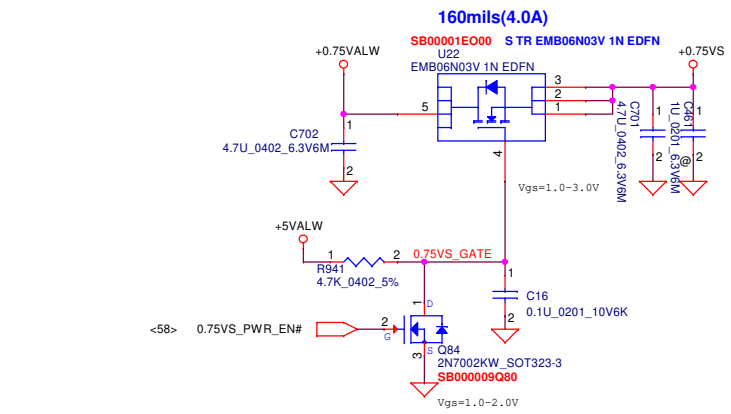 160mils(4.0A)
SB00001EO00 S TR EMB06N03V 1N EDFN
+0.75VALW
U22
EMB06N03V 1N EDFN
+0.75VS
5
3
2
1
4
1
C702
4.7U_0402_6.3V6M
2
1
C701
4.7U_0402_6.3V6M
2
1
C461
1U_0201_6.3V6M
@
2
Vgs=1.0-3.0V
+5VALW
1
2
0.75VS_GATE
R941
4.7K_0402_5%
1
C16
0.1U_0201_10V6K
2
1
D
<58> 0.75VS_PWR_EN#
2
G
3
S
Q84
2N7002KW_SOT323-3
SB000009Q80
Vgs=1.0-2.0V